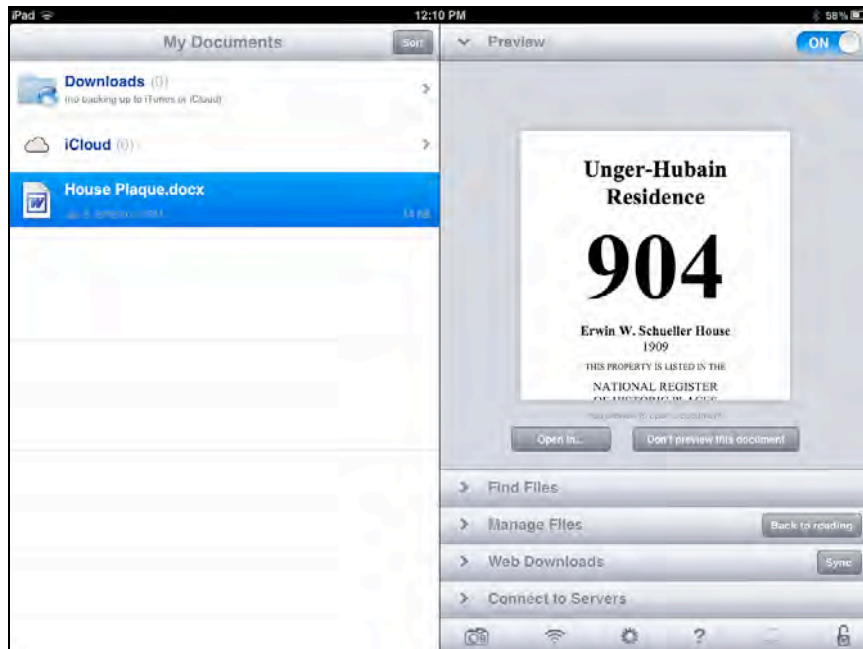 iPad
12:10 PM
58%
My Documents
Sort
Downloads (0)
(no backing up to iTunes or iCloud)
iCloud (0)
House Plaque.docx
Preview
ON
Unger-Hubain
Residence
904
Erwin W. Schueller House
1909
THIS PROPERTY IS LISTED IN THE
NATIONAL REGISTER
OF HISTORIC PLACES
Open in...
Don't preview this document
Find Files
Manage Files
Back to reading
Web Downloads
Sync
Connect to Servers
?